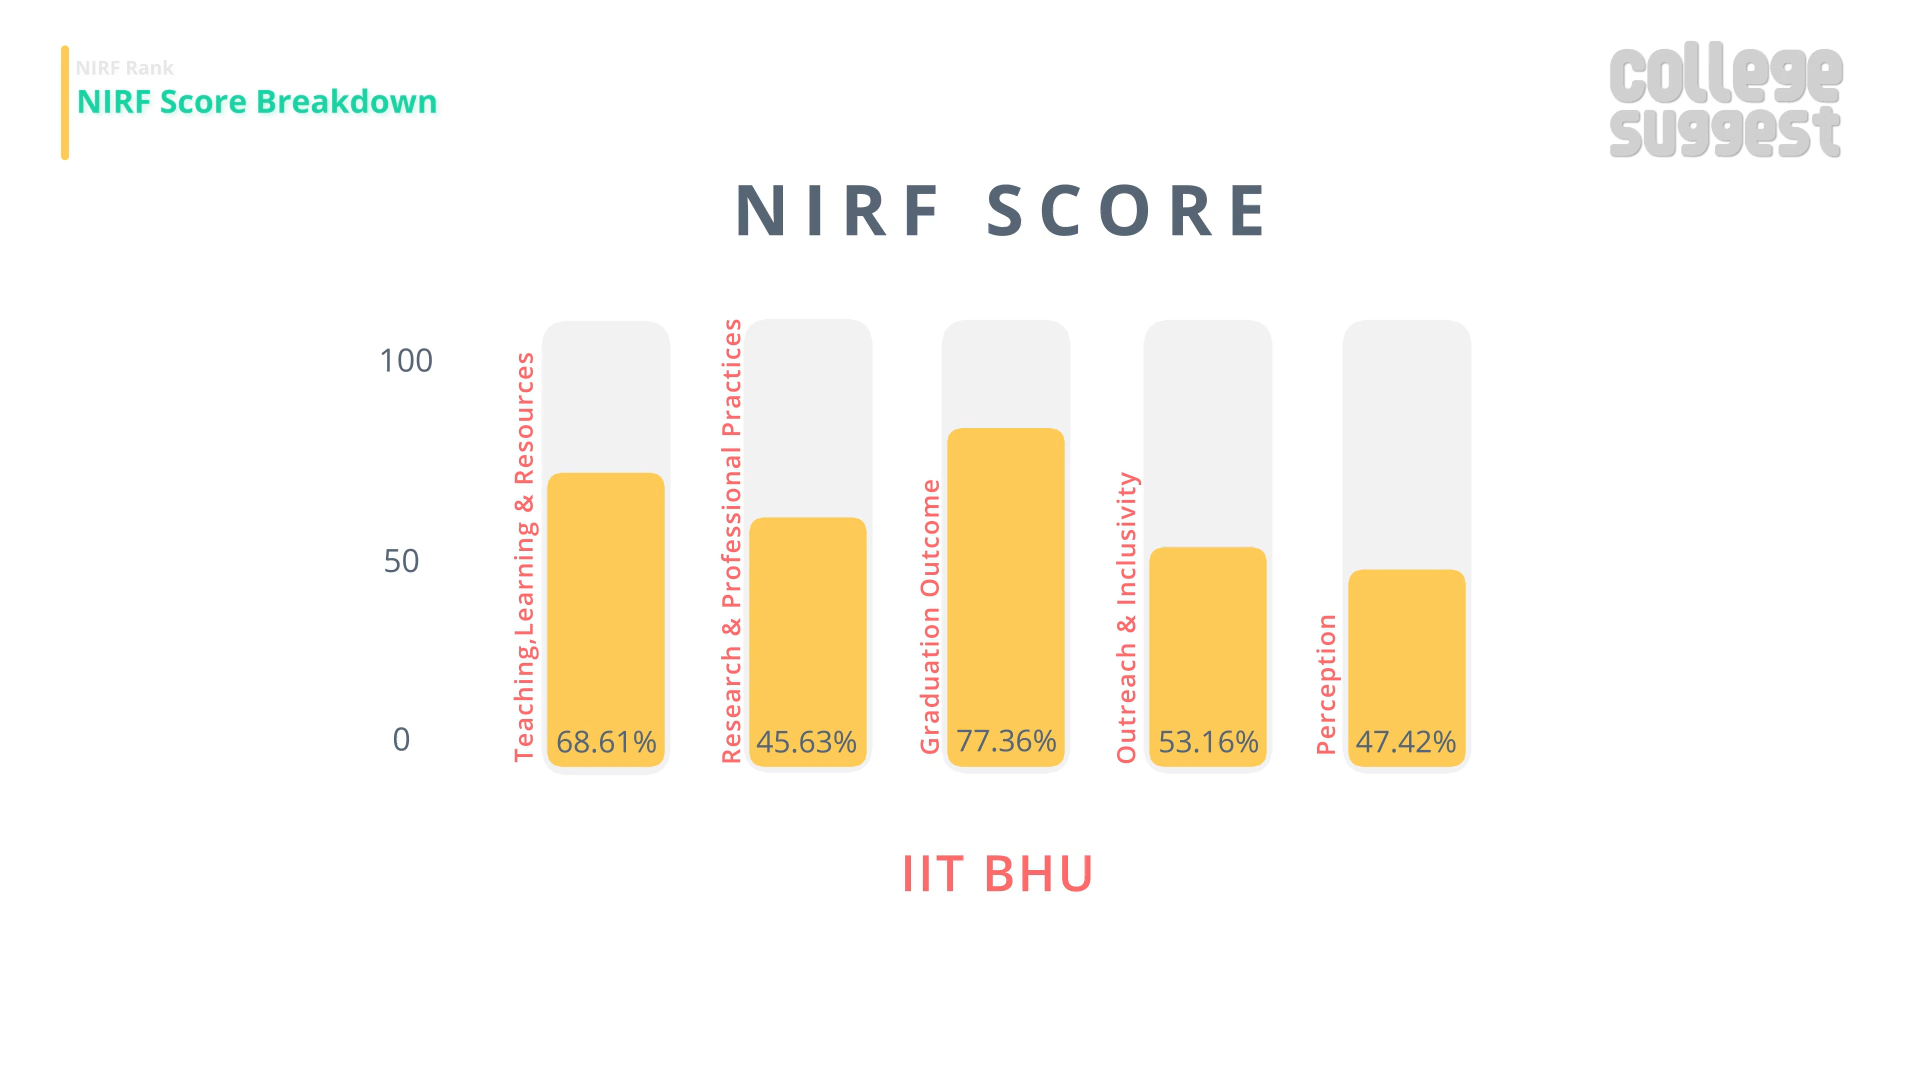 NIRF Rank
NIRF Score Breakdown
college
suggest
NIRF SCORE
100
50
0
Teaching,Learning & Resources
68.61%
Research & Professional Practices
45.63%
Graduation Outcome
77.36%
Outreach & Inclusivity
53.16%
Perception
47.42%
IIT BHU